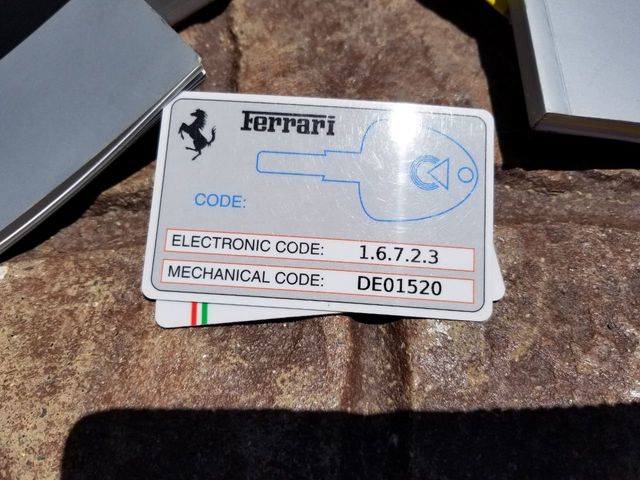 Ferrari
CODE:
ELECTRONIC CODE: 1.6.7.2.3
MECHANICAL CODE: DE01520